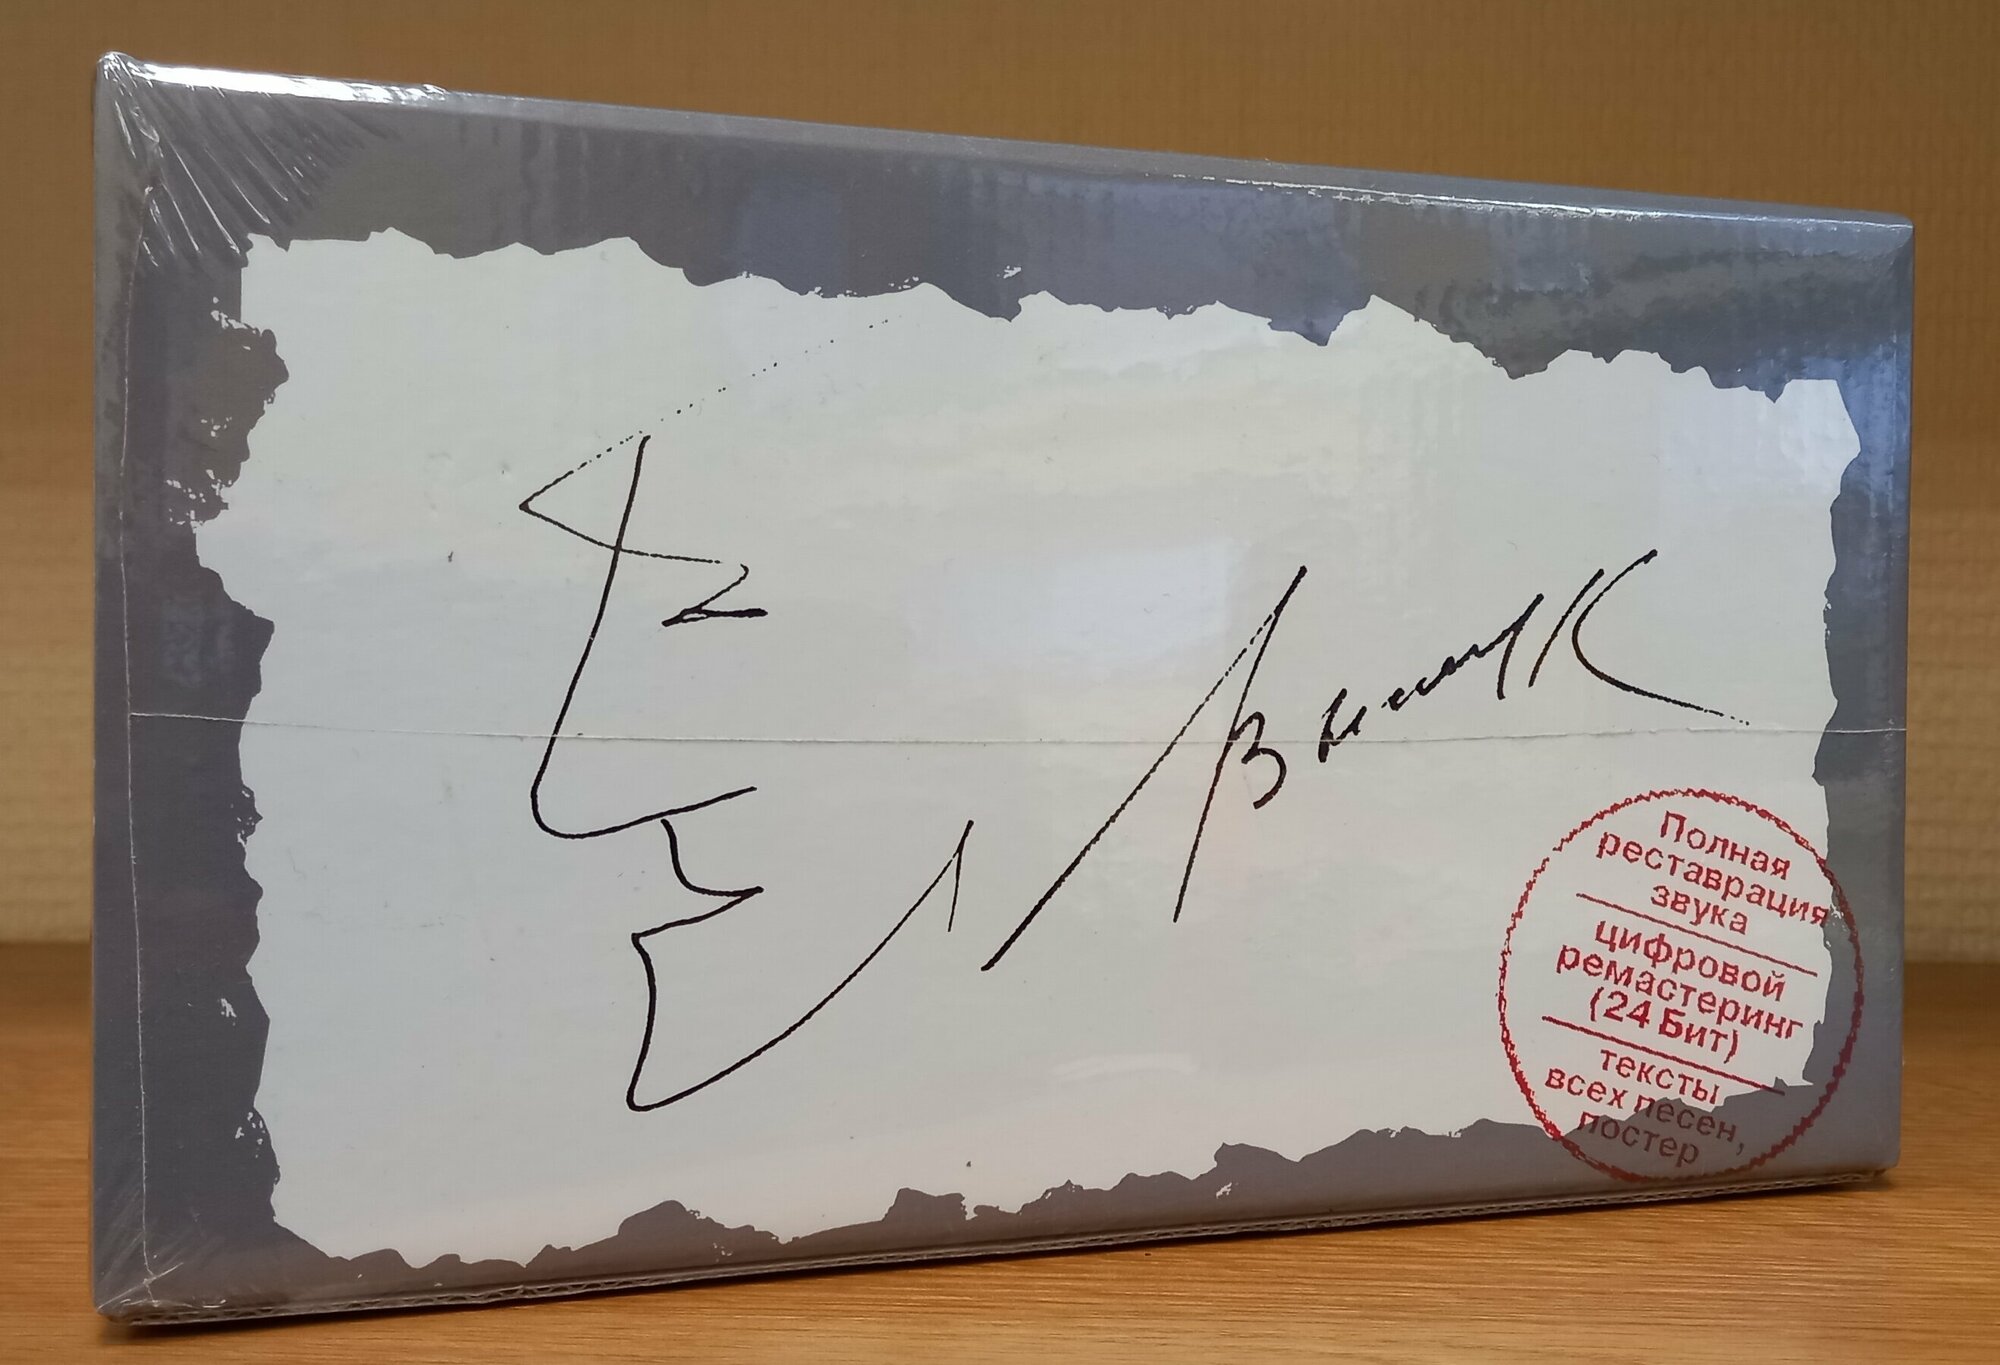 Полная
реставрация
звука
цифровой
ремастеринг
(24 Бит)
тексты
всех песен,
постер